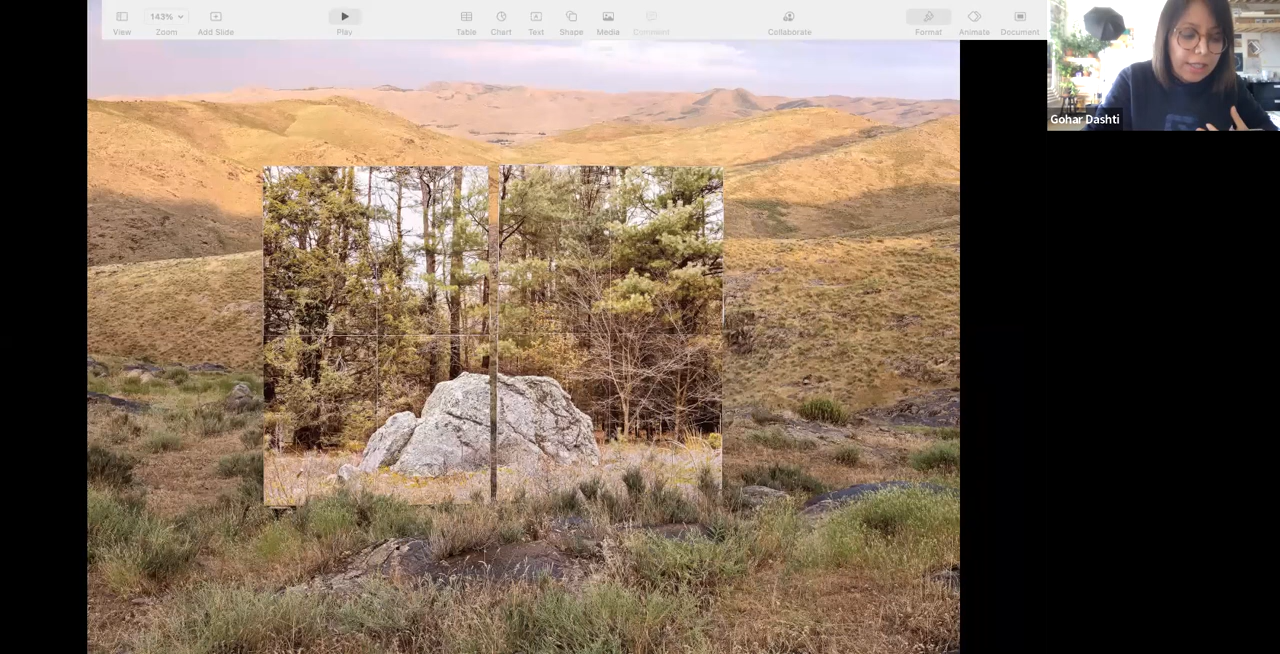 143%
View Zoom Add Slide Play Table Chart Text Shape Media Comment Collaborate Format Animate Document
Gohar Dashti